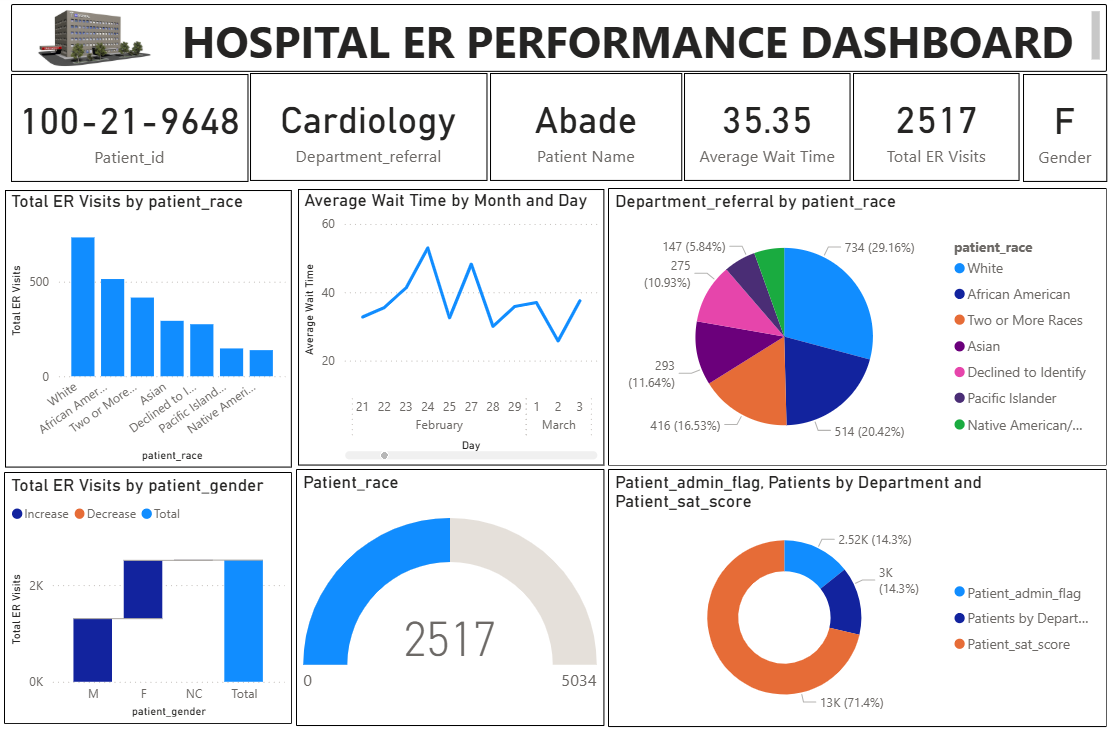 HOSPITAL ER PERFORMANCE DASHBOARD
100-21-9648
Patient_id
Cardiology
Department_referral
Abade
Patient Name
35.35
Average Wait Time
2517
Total ER Visits
F
Gender
Total ER Visits by patient_race
Total ER Visits
500
0
White
African Amer...
Two or More...
Asian
Declined to I...
Pacific Island...
Native Ameri...
patient_race
Average Wait Time by Month and Day
Average Wait Time
60
40
20
21 22 23 24 25 27 28 29 1 2 3
February March
Day
Department_referral by patient_race
734 (29.16%)
514 (20.42%)
416 (16.53%)
293
(11.64%)
275
(10.93%)
147 (5.84%)
patient_race
White
African American
Two or More Races
Asian
Declined to Identify
Pacific Islander
Native American/...
Total ER Visits by patient_gender
Increase Decrease Total
Total ER Visits
2K
0K
M F NC Total
patient_gender
Patient_race
2517
0 5034
Patient_admin_flag, Patients by Department and
Patient_sat_score
2.52K (14.3%)
3K
(14.3%)
13K (71.4%)
Patient_admin_flag
Patients by Depart...
Patient_sat_score